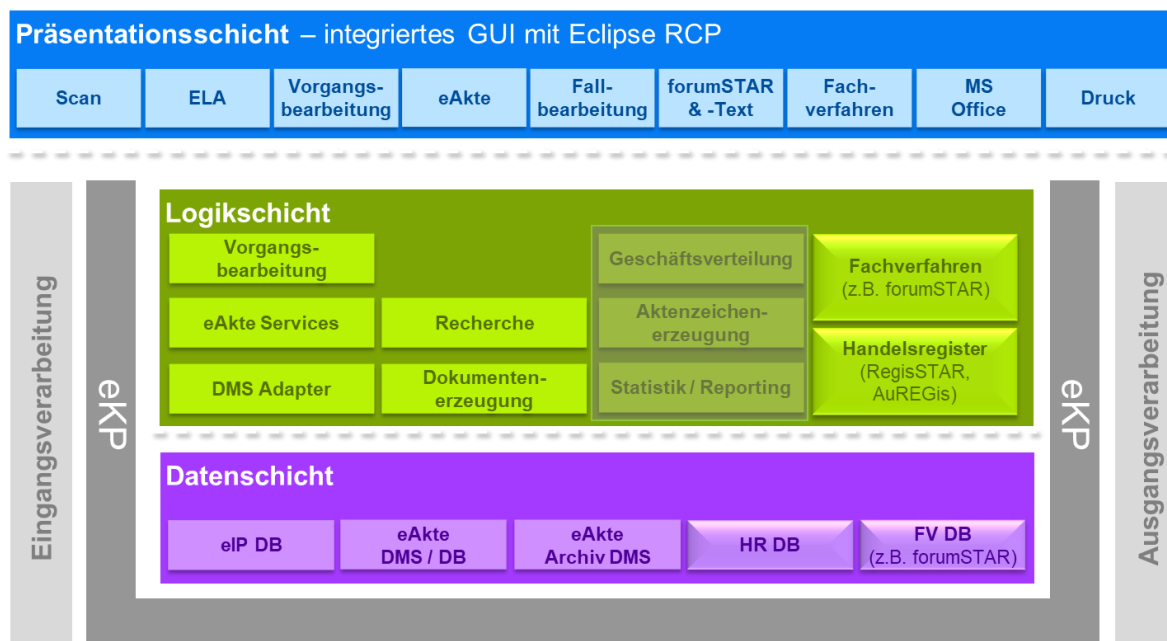 Präsentationsschicht – integriertes GUI mit Eclipse RCP
Scan
ELA
Vorgangs-
bearbeitung
eAkte
Fall-
bearbeitung
forumSTAR
& -Text
Fach-
verfahren
MS
Office
Druck
Eingangsverarbeitung
eKP
Logikschicht
Vorgangs-
bearbeitung
Geschäftsverteilung
Fachverfahren
(z.B. forumSTAR)
eAkte Services
Recherche
Aktenzeichen-
erzeugung
Handelsregister
(RegisSTAR,
AuREGis)
DMS Adapter
Dokumenten-
erzeugung
Statistik / Reporting
Datenschicht
eIP DB
eAkte
DMS / DB
eAkte
Archiv DMS
HR DB
FV DB
(z.B. forumSTAR)
eKP
Ausgangsverarbeitung